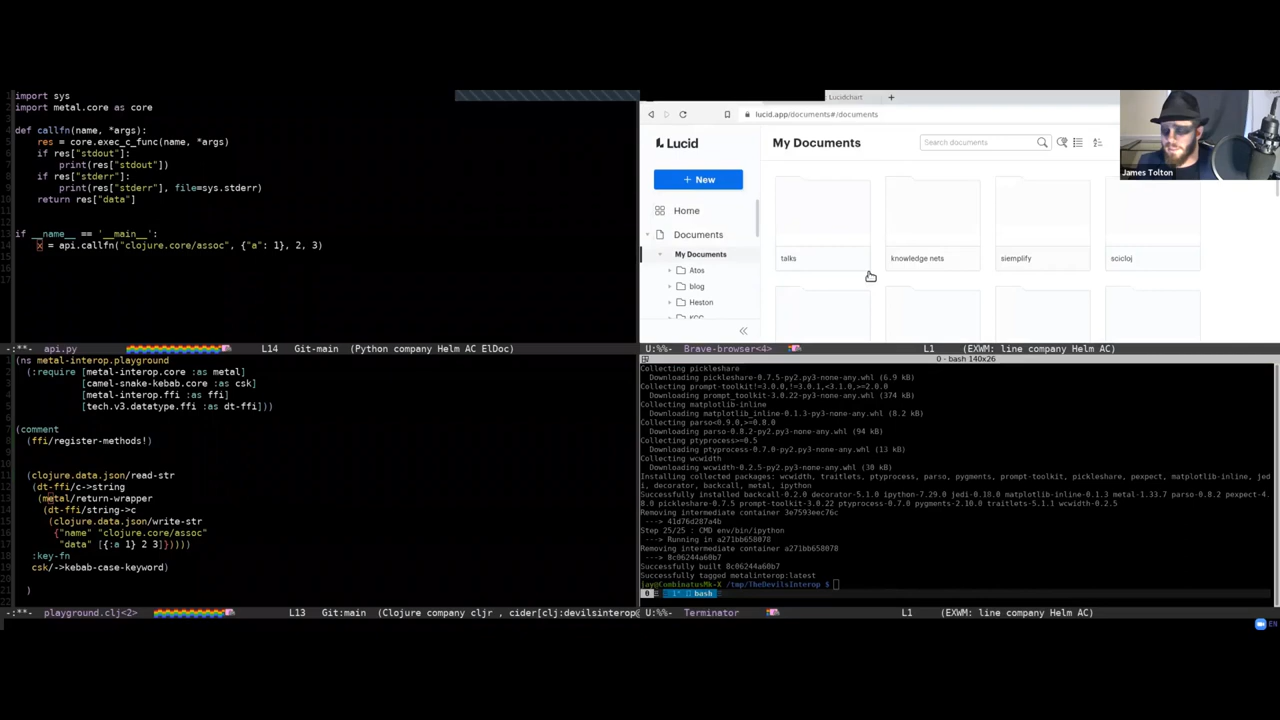 import sys
import metal.core as core
def callfn(name, *args):
res = core.exec_c_func(name, *args)
if res["stdout"]:
print(res["stdout"])
if res["stderr"]:
print(res["stderr"], file=sys.stderr)
return res["data"]
if __name__ == '__main__':
x = api.callfn("clojure.core/assoc", {"a": 1}, 2, 3)
-:**- api.py L14 Git-main (Python company Helm AC ElDoc)
(ns metal-interop.playground
(:require [metal-interop.core :as metal]
[camel-snake-kebab.core :as csk]
[metal-interop.ffi :as ffi]
[tech.v3.datatype.ffi :as dt-ffi]))
(comment
(ffi/register-methods!)
(clojure.data.json/read-str
(dt-ffi/c->string
(metal/return-wrapper
(dt-ffi/string->c
(clojure.data.json/write-str
{"name" "clojure.core/assoc"
"data" [{:a 1} 2 3]}))))
:key-fn
csk/->kebab-case-keyword)
)
-:**- playground.clj<2> L13 Git:main (Clojure company cljr , cider[clj:devilsinterop@
Lucidchart
lucid.app/documents#/documents
Lucid
My Documents
Search documents
+ New
Home
Documents
My Documents
Atos
blog
Heston
talks
knowledge nets
siemplify
scicloj
James Tolton
U:%%- Brave-browser<4> L1 (EXWM: line company Helm AC)
0 - bash 140x26
Collecting pickleshare
Downloading pickleshare-0.7.5-py2.py3-none-any.whl (6.9 kB)
Collecting prompt-toolkit!=3.0.0,!=3.0.1,<3.1.0,>=2.0.0
Downloading prompt_toolkit-3.0.22-py3-none-any.whl (374 kB)
Collecting matplotlib-inline
Downloading matplotlib_inline-0.1.3-py3-none-any.whl (8.2 kB)
Collecting parso<0.9.0,>=0.8.0
Downloading parso-0.8.2-py2.py3-none-any.whl (94 kB)
Collecting ptyprocess>=0.5
Downloading ptyprocess-0.7.0-py2.py3-none-any.whl (13 kB)
Collecting wcwidth
Downloading wcwidth-0.2.5-py2.py3-none-any.whl (30 kB)
Installing collected packages: wcwidth, traitlets, ptyprocess, parso, pygments, prompt-toolkit, pickleshare, pexpect, matplotlib-inline, jed
i, decorator, backcall, metal, ipython
Successfully installed backcall-0.2.0 decorator-5.1.0 ipython-7.29.0 jedi-0.18.0 matplotlib-inline-0.1.3 metal-1.33.7 parso-0.8.2 pexpect-4.
8.0 pickleshare-0.7.5 prompt-toolkit-3.0.22 ptyprocess-0.7.0 pygments-2.10.0 traitlets-5.1.1 wcwidth-0.2.5
Removing intermediate container 3e7593eec76c
---> 41d76d287a4b
Step 25/25 : CMD env/bin/ipython
---> Running in a271bb658078
Removing intermediate container a271bb658078
---> 8c06244a60b7
Successfully built 8c06244a60b7
Successfully tagged metalinterop:latest
jay@CombinatusMk-X /tmp/TheDevilsInterop $
0 1* bash
U:%%- Terminator L1 (EXWM: line company Helm AC)
EN